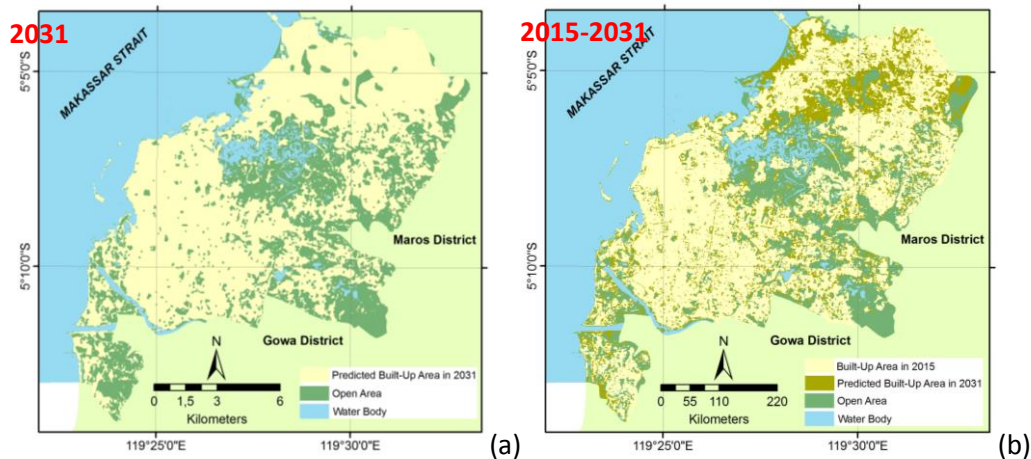 2031
MAKASSAR STRAIT
5°5'0"S
5°10'0"S
Maros District
Gowa District
N
0 1,5 3 6
Kilometers
Predicted Built-Up Area in 2031
Open Area
Water Body
119°25'0"E
119°30'0"E
(a)
2015-2031
MAKASSAR STRAIT
5°5'0"S
5°10'0"S
Maros District
Gowa District
N
0 55 110 220
Kilometers
Built-Up Area in 2015
Predicted Built-Up Area in 2031
Open Area
Water Body
119°25'0"E
119°30'0"E
(b)